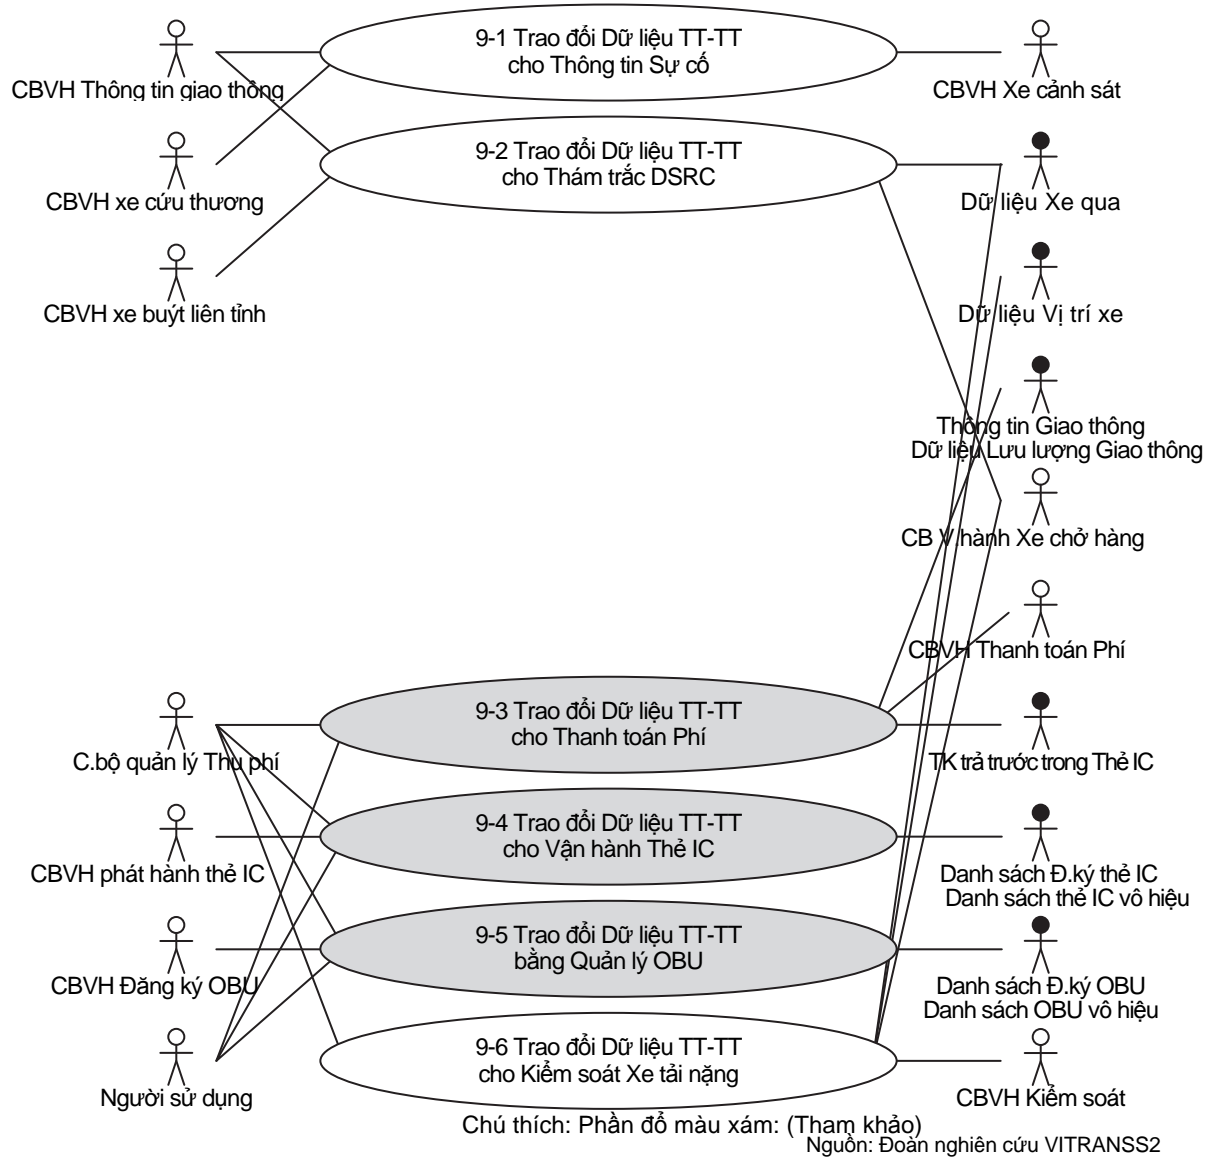 9-1 Trao đổi Dữ liệu TT-TT
cho Thông tin Sự cố
CBVH Thông tin giao thông
CBVH Xe cảnh sát
9-2 Trao đổi Dữ liệu TT-TT
cho Thám trắc DSRC
CBVH xe cứu thương
Dữ liệu Xe qua
CBVH xe buýt liên tỉnh
Dữ liệu Vị trí xe
Thông tin Giao thông
Dữ liệu Lưu lượng Giao thông
CB V.hành Xe chở hàng
CBVH Thanh toán Phí
9-3 Trao đổi Dữ liệu TT-TT
cho Thanh toán Phí
C.bộ quản lý Thu phí
TK trả trước trong Thẻ IC
9-4 Trao đổi Dữ liệu TT-TT
cho Vận hành Thẻ IC
CBVH phát hành thẻ IC
Danh sách Đ.ký thẻ IC
Danh sách thẻ IC vô hiệu
9-5 Trao đổi Dữ liệu TT-TT
bằng Quản lý OBU
CBVH Đăng ký OBU
Danh sách Đ.ký OBU
Danh sách OBU vô hiệu
9-6 Trao đổi Dữ liệu TT-TT
cho Kiểm soát Xe tải nặng
Người sử dụng
CBVH Kiểm soát
Chú thích: Phần đổ màu xám: (Tham khảo)
Nguồn: Đoàn nghiên cứu VITRANSS2